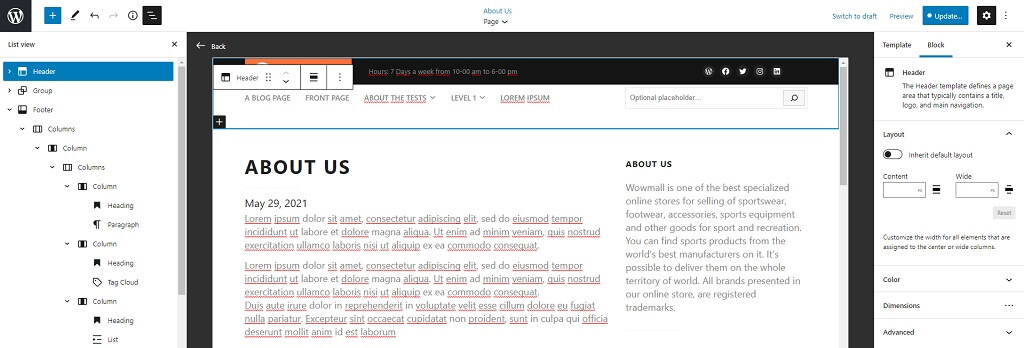 About Us
Page
Switch to draft
Preview
Update...
List view
Header
Group
Footer
Columns
Column
Columns
Column
Heading
Paragraph
Column
Heading
Tag Cloud
Column
Heading
List
Back
Header
Hours: 7 Days a week from 10-00 am to 6-00 pm
A BLOG PAGE
FRONT PAGE
ABOUT THE TESTS
LEVEL 1
LOREM IPSUM
Optional placeholder...
ABOUT US
May 29, 2021
Lorem ipsum dolor sit amet, consectetur adipiscing elit, sed do eiusmod tempor
incididunt ut labore et dolore magna aliqua. Ut enim ad minim veniam, quis nostrud
exercitation ullamco laboris nisi ut aliquip ex ea commodo consequat.
Lorem ipsum dolor sit amet, consectetur adipiscing elit, sed do eiusmod tempor
incididunt ut labore et dolore magna aliqua. Ut enim ad minim veniam, quis nostrud
exercitation ullamco laboris nisi ut aliquip ex ea commodo consequat.
Duis aute irure dolor in reprehenderit in voluptate velit esse cillum dolore eu fugiat
nulla pariatur. Excepteur sint occaecat cupidatat non proident, sunt in culpa qui officia
deserunt mollit anim id est laborum
ABOUT US
Wowmall is one of the best specialized
online stores for selling of sportswear,
footwear, accessories, sports equipment
and other goods for sport and recreation.
You can find sports products from the
world's best manufacturers on it. It's
possible to deliver them on the whole
territory of world. All brands presented in
our online store, are registered
trademarks.
Template
Block
Header
The Header template defines a
page area that typically contains a title,
logo, and main navigation.
Layout
Inherit default layout
Content
Wide
PX
PX
Reset
Customize the width for all elements that are
assigned to the center or wide columns.
Color
Dimensions
Advanced